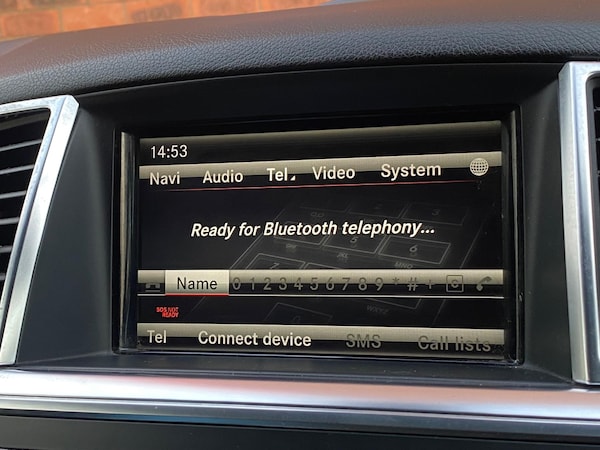 14:53
Navi Audio Tel Video System
Ready for Bluetooth telephony...
Name 0 1 2 3 4 5 6 7 8 9 * # + C
SOS NOT
READY
Tel Connect device SMS Call lists